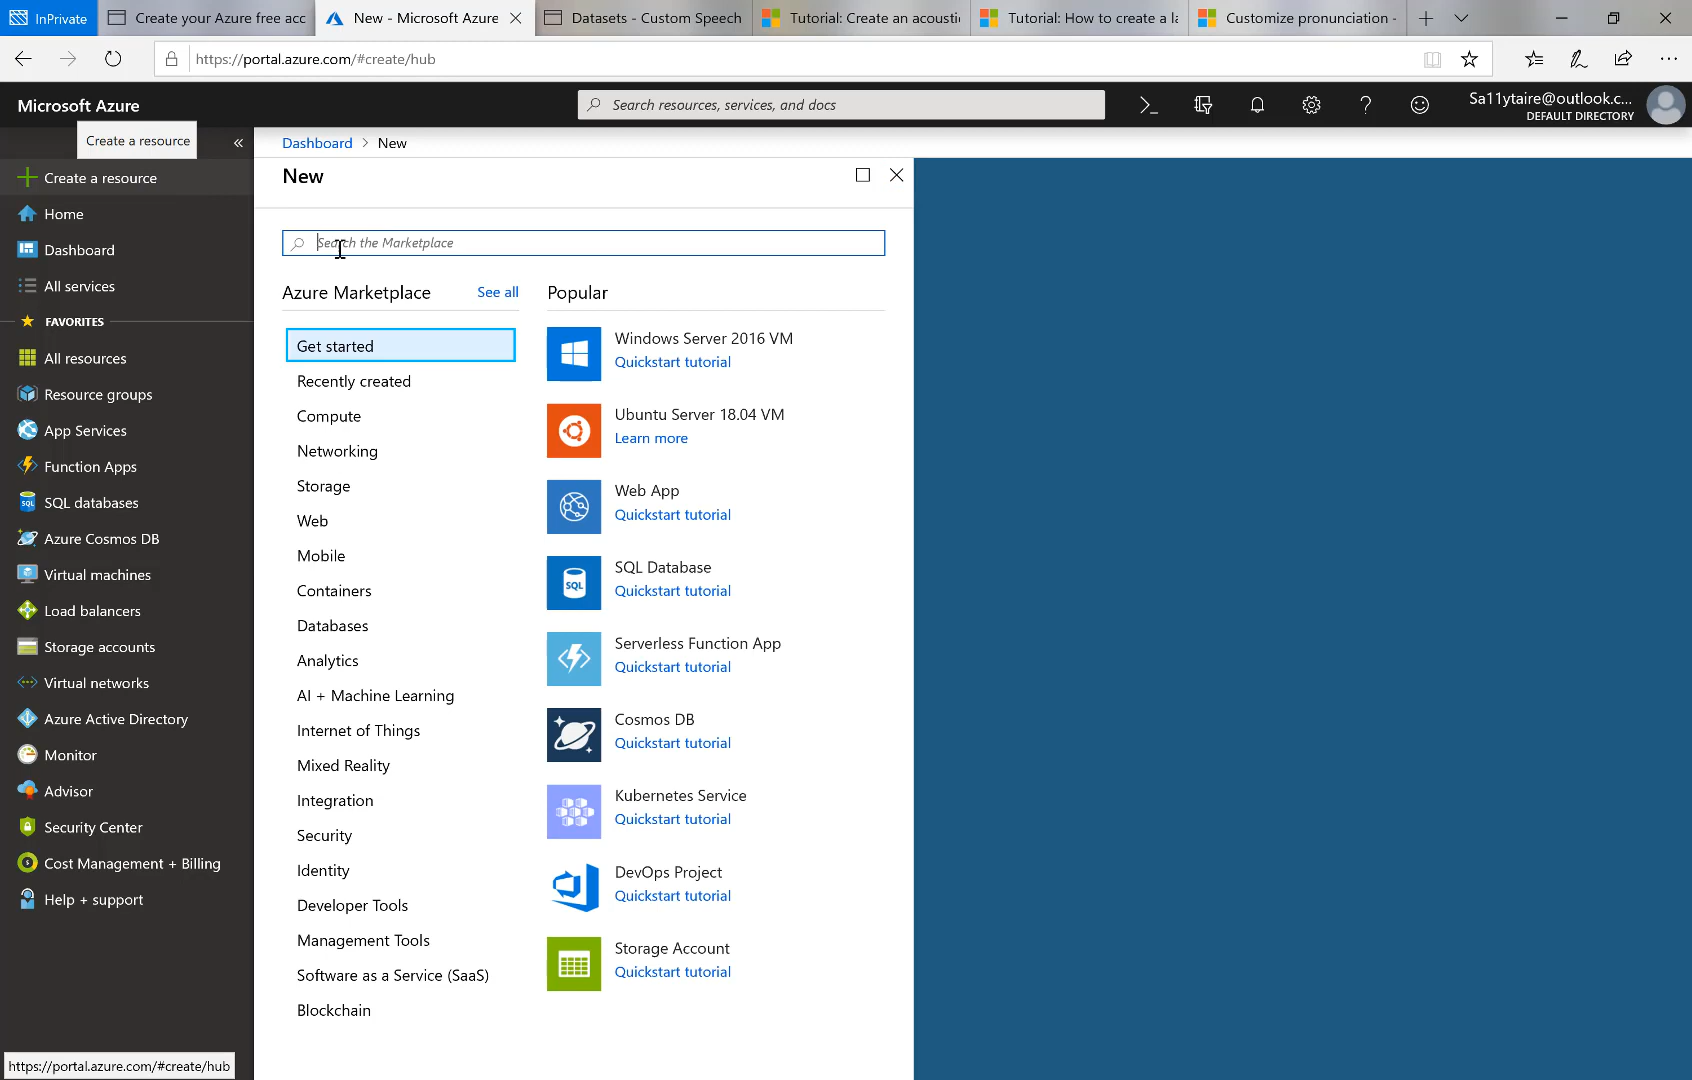 InPrivate
Create your Azure free acc
New - Microsoft Azure
Datasets - Custom Speech
Tutorial: Create an acousti
Tutorial: How to create a la
Customize pronunciation -
https://portal.azure.com/#create/hub
Microsoft Azure
Search resources, services, and docs
Sa11ytaire@outlook.c...
DEFAULT DIRECTORY
Create a resource
Create a resource
Home
Dashboard
All services
FAVORITES
All resources
Resource groups
App Services
Function Apps
SQL databases
Azure Cosmos DB
Virtual machines
Load balancers
Storage accounts
Virtual networks
Azure Active Directory
Monitor
Advisor
Security Center
Cost Management + Billing
Help + support
https://portal.azure.com/#create/hub
Dashboard > New
New
Search the Marketplace
Azure Marketplace
See all
Get started
Recently created
Compute
Networking
Storage
Web
Mobile
Containers
Databases
Analytics
AI + Machine Learning
Internet of Things
Mixed Reality
Integration
Security
Identity
Developer Tools
Management Tools
Software as a Service (SaaS)
Blockchain
Popular
Windows Server 2016 VM
Quickstart tutorial
Ubuntu Server 18.04 VM
Learn more
Web App
Quickstart tutorial
SQL
SQL Database
Quickstart tutorial
Serverless Function App
Quickstart tutorial
Cosmos DB
Quickstart tutorial
Kubernetes Service
Quickstart tutorial
DevOps Project
Quickstart tutorial
Storage Account
Quickstart tutorial